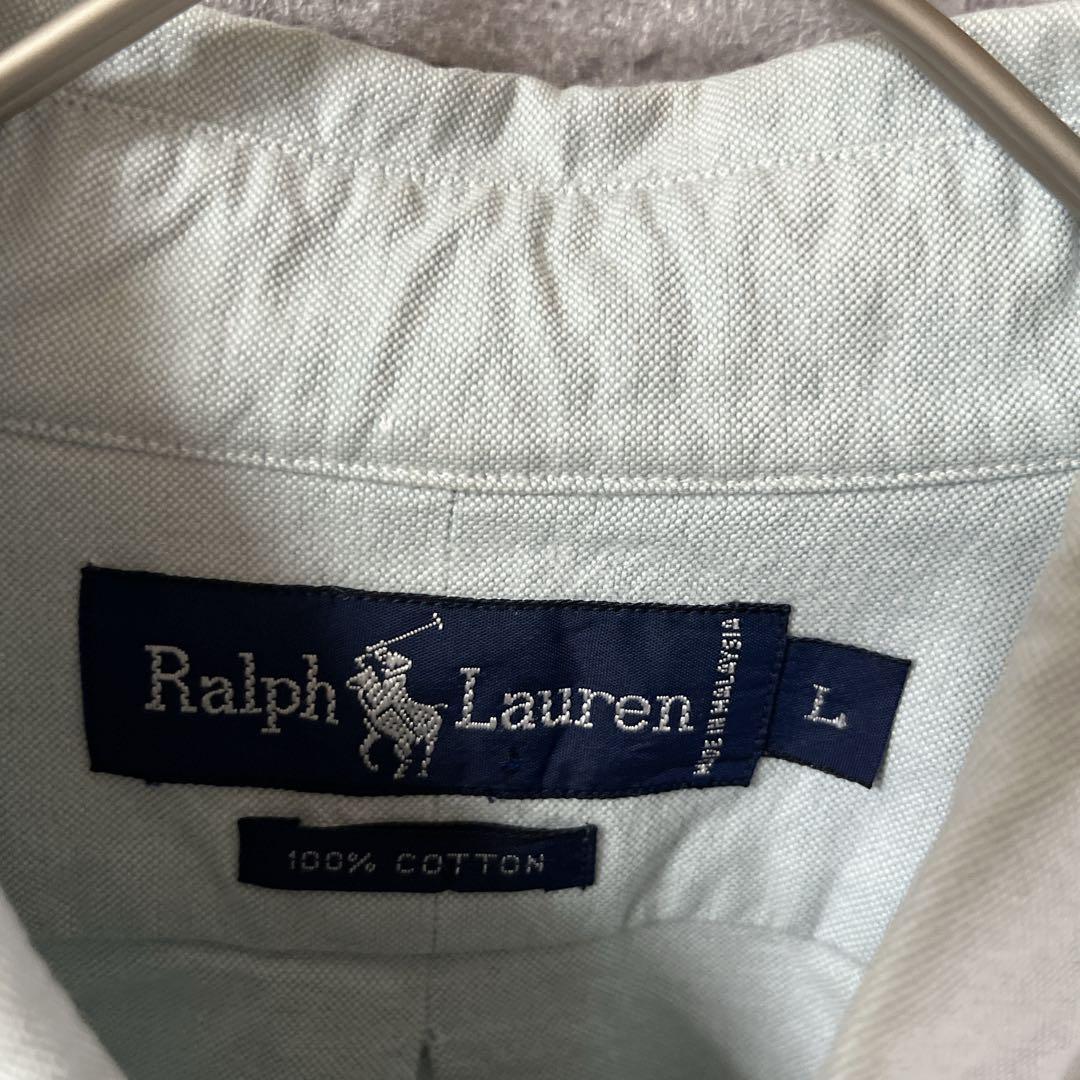 Ralph Lauren
MADE IN MALAYSIA
L
100% COTTON